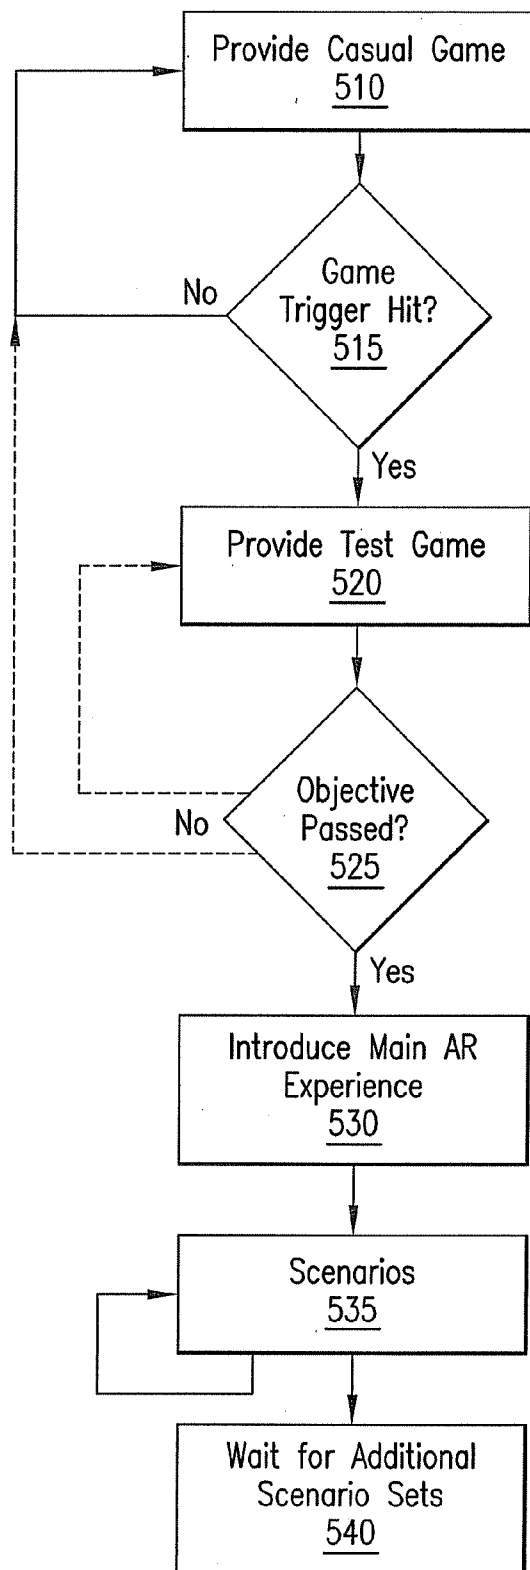 Provide Casual Game
510
Game
Trigger Hit?
515
No
Yes
Provide Test Game
520
Objective
Passed?
525
No
Yes
Introduce Main AR
Experience
530
Scenarios
535
Wait for Additional
Scenario Sets
540